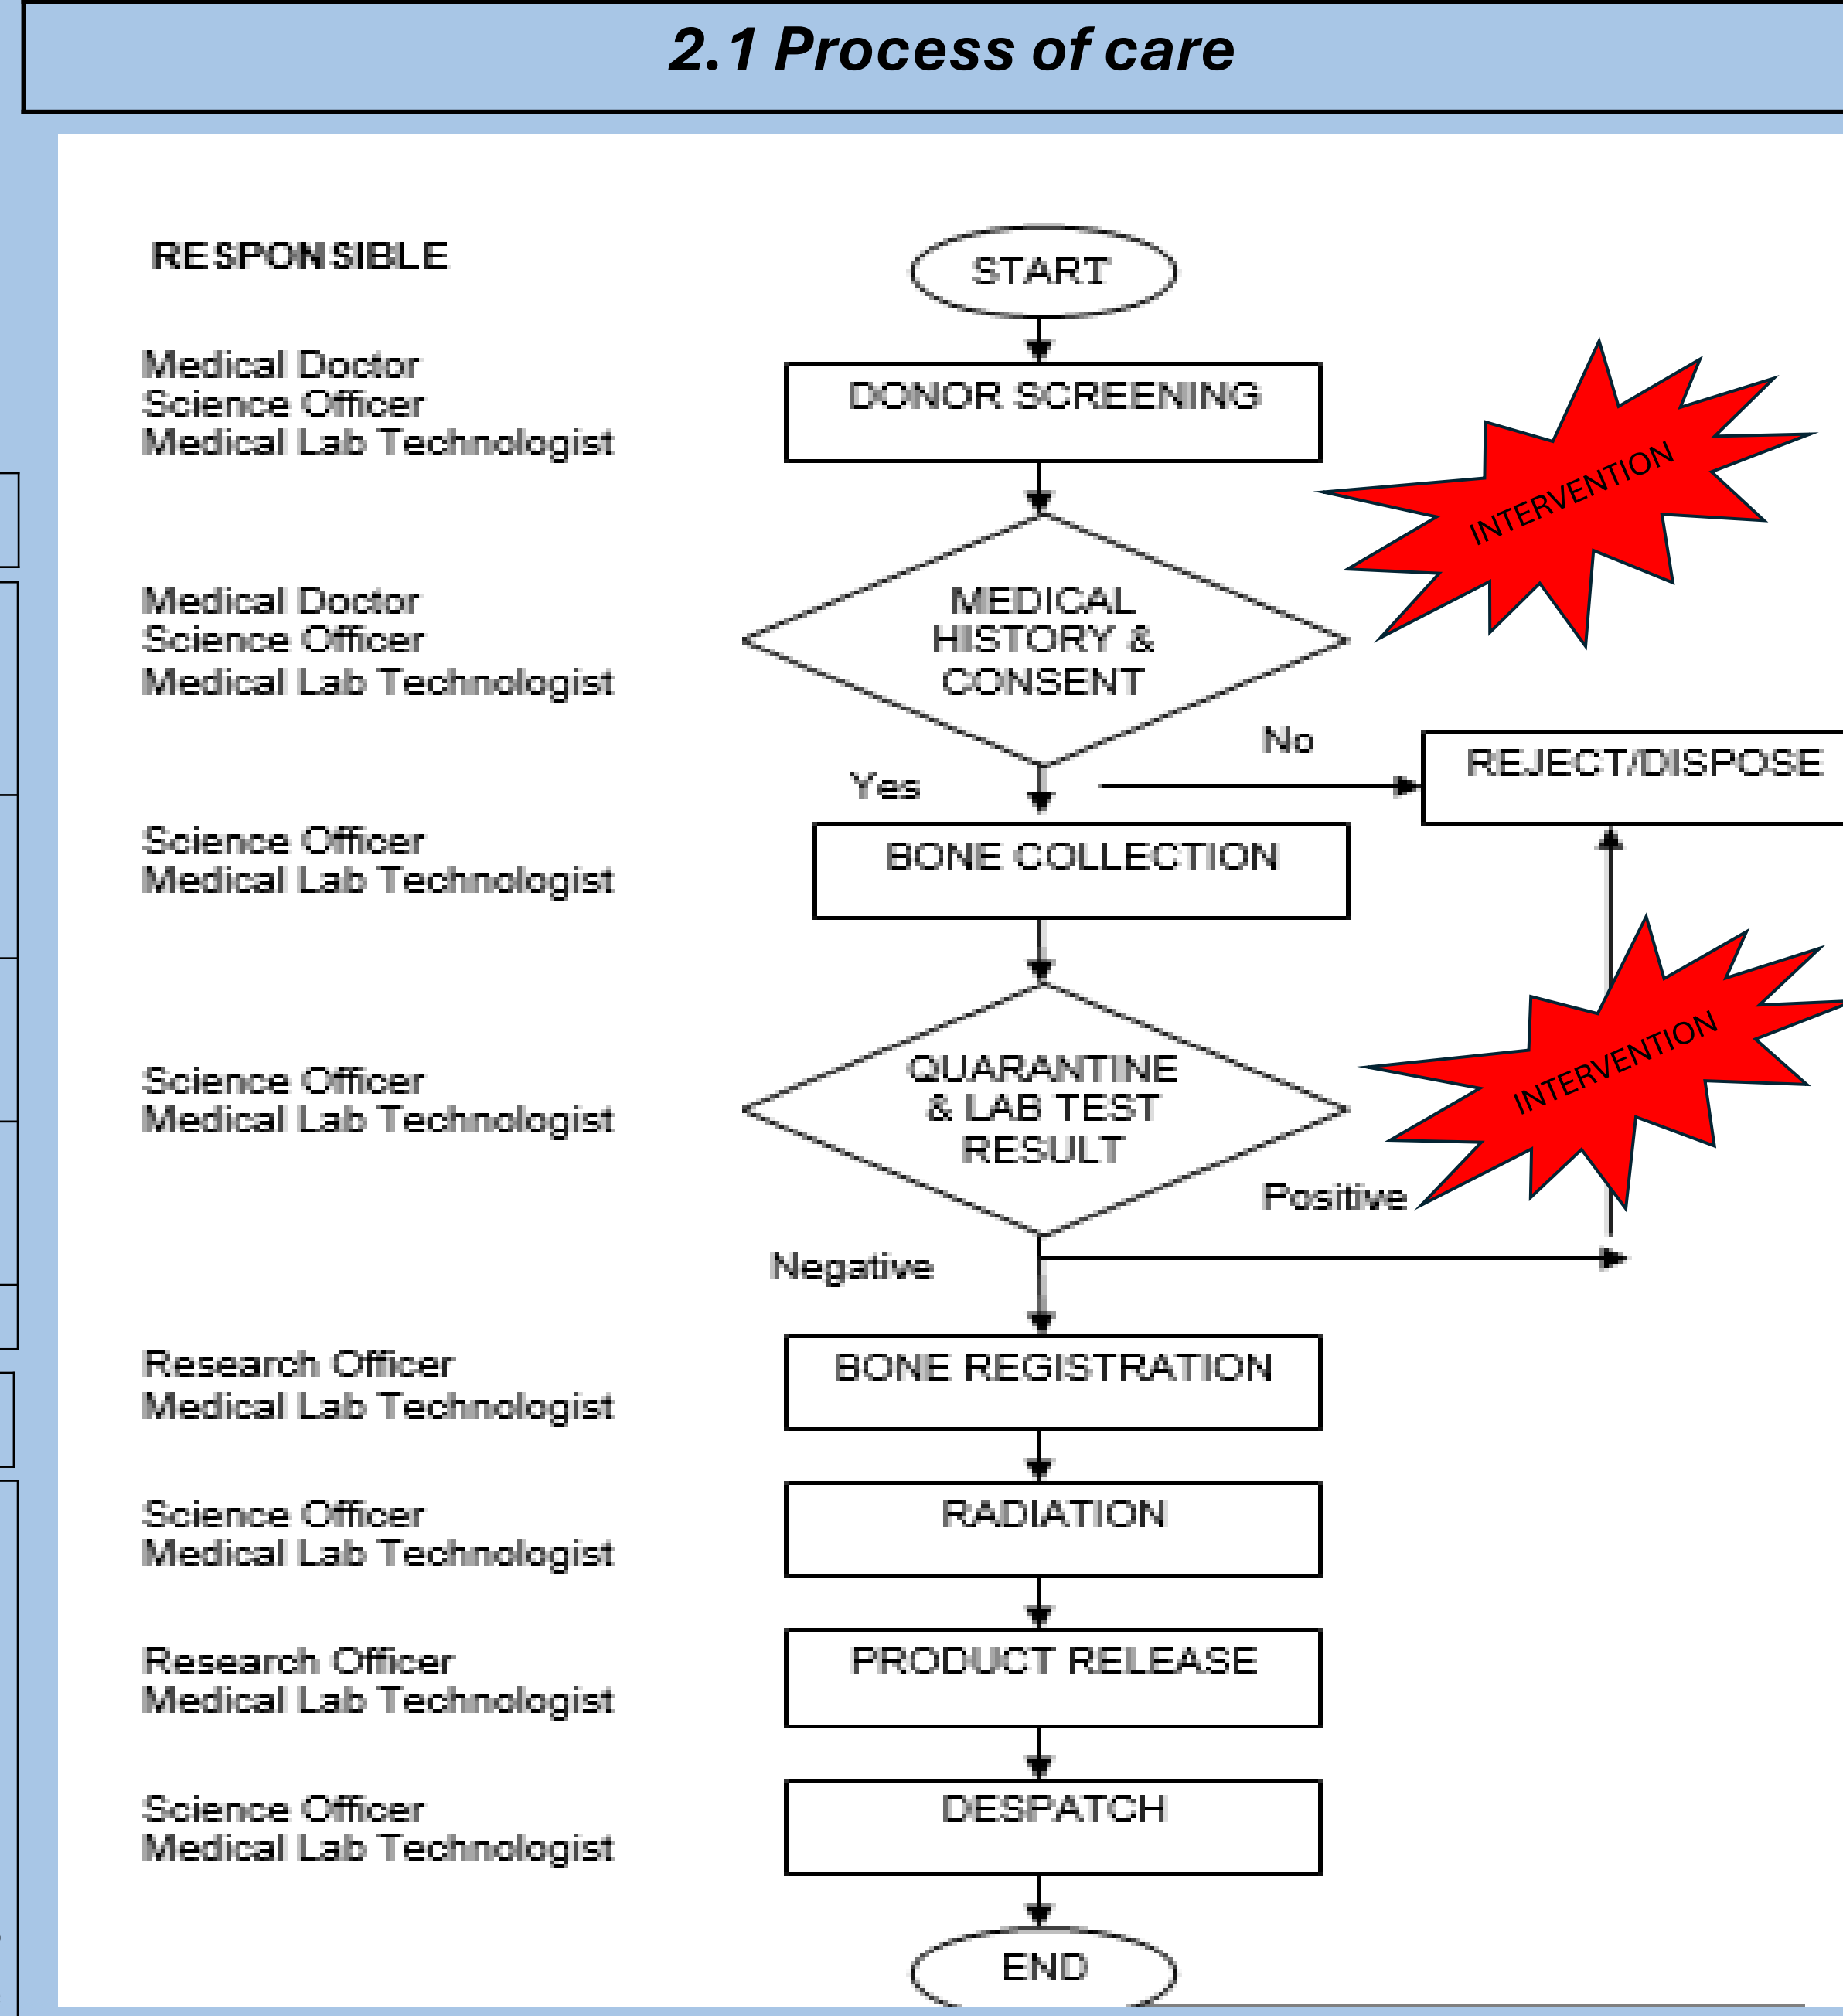 2.1 Process of care
RESPONSIBLE
START
Medical Doctor
Science Officer
Medical Lab Technologist
DONOR SCREENING
INTERVENTION
Medical Doctor
Science Officer
Medical Lab Technologist
MEDICAL
HISTORY &
CONSENT
No
Yes
REJECT/DISPOSE
Science Officer
Medical Lab Technologist
BONE COLLECTION
INTERVENTION
Science Officer
Medical Lab Technologist
QUARANTINE
& LAB TEST
RESULT
Positive
Negative
Research Officer
Medical Lab Technologist
BONE REGISTRATION
Science Officer
Medical Lab Technologist
RADIATION
Research Officer
Medical Lab Technologist
PRODUCT RELEASE
Science Officer
Medical Lab Technologist
DESPATCH
END